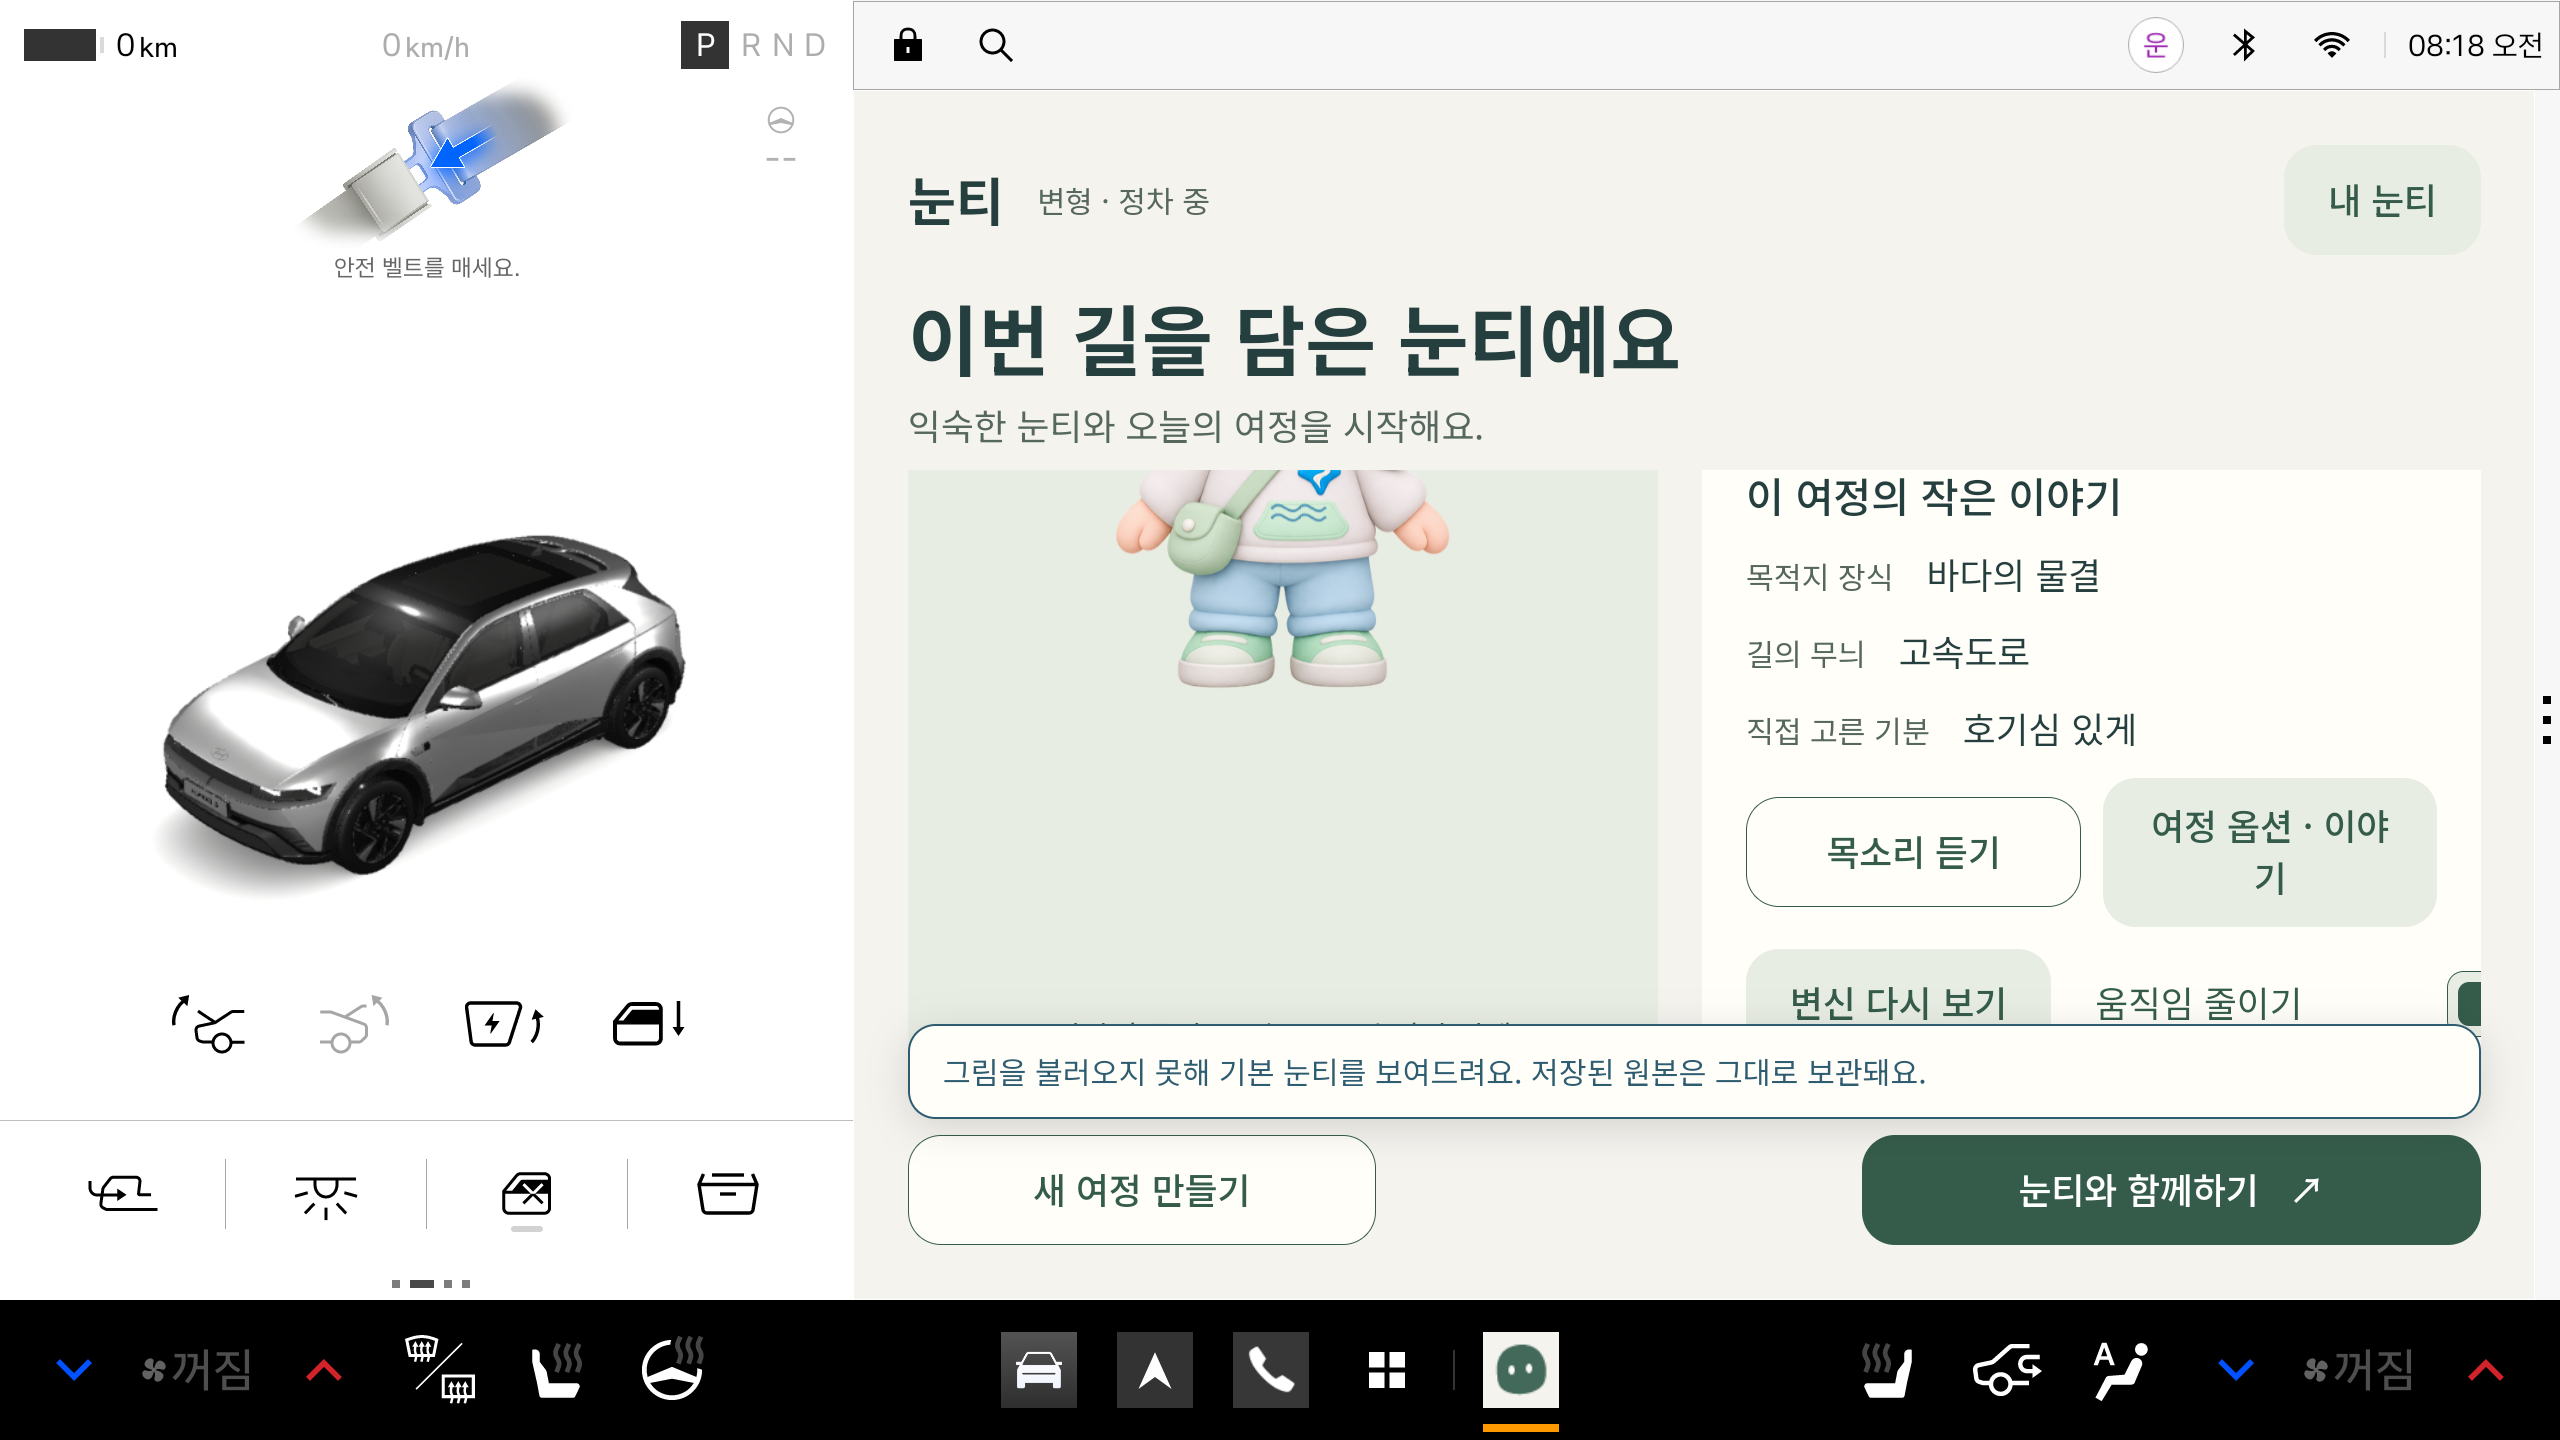 0 km
0 km/h
P R N D
안전 벨트를 매세요.
운
08:18 오전
눈티
변형 · 정차 중
내 눈티
이번 길을 담은 눈티예요
익숙한 눈티와 오늘의 여정을 시작해요.
이 여정의 작은 이야기
목적지 장식 바다의 물결
길의 무늬 고속도로
직접 고른 기분 호기심 있게
목소리 듣기
여정 옵션 · 이야
기
변신 다시 보기
움직임 줄이기
그림을 불러오지 못해 기본 눈티를 보여드려요. 저장된 원본은 그대로 보관돼요.
새 여정 만들기
눈티와 함께하기 ↗
꺼짐
A
꺼짐